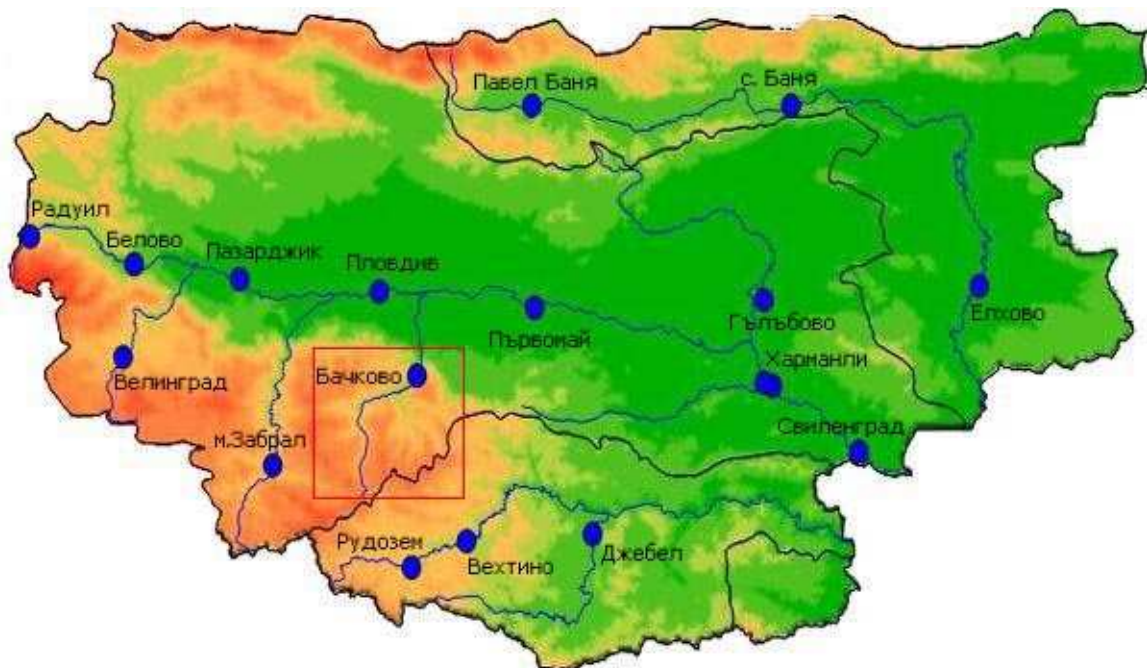 Павел Баня
с. Баня
Радуил
Белово
Пазарджик
Пловдив
Първомай
Гълъбово
Елхово
Велинград
Бачково
Харманли
м.Забрал
Свиленград
Рудозем
Вехтино
Джебел